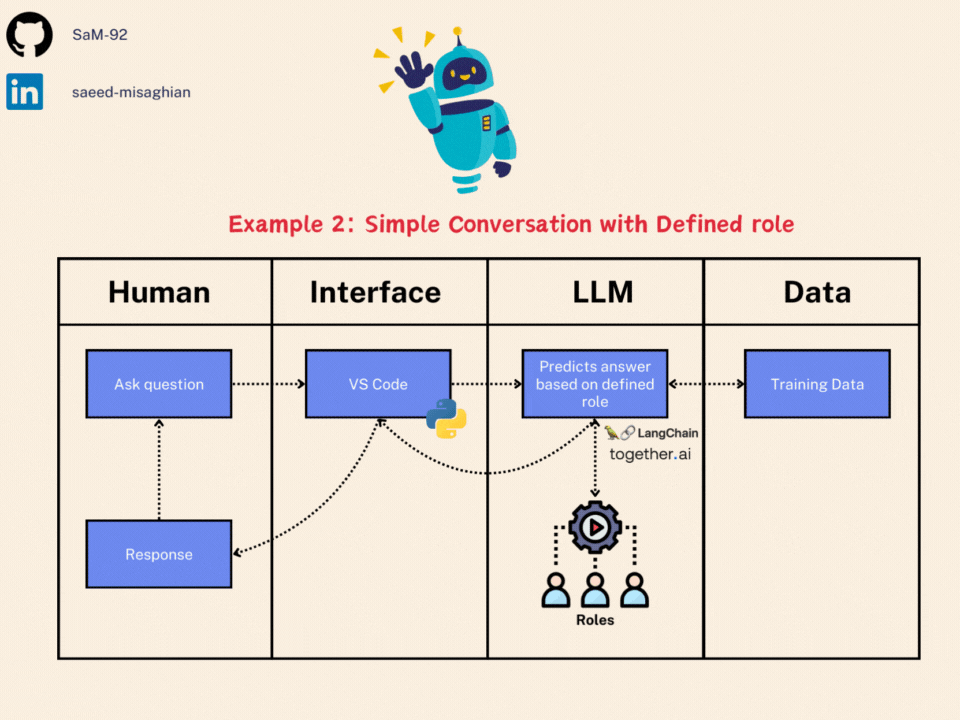 SaM-92
in
saeed-misaghian
Example 2: Simple Conversation with Defined role
Human
Interface
LLM
Data
Ask question
VS Code
Predicts answer
based on defined
role
Training Data
LangChain
together.ai
Response
Roles